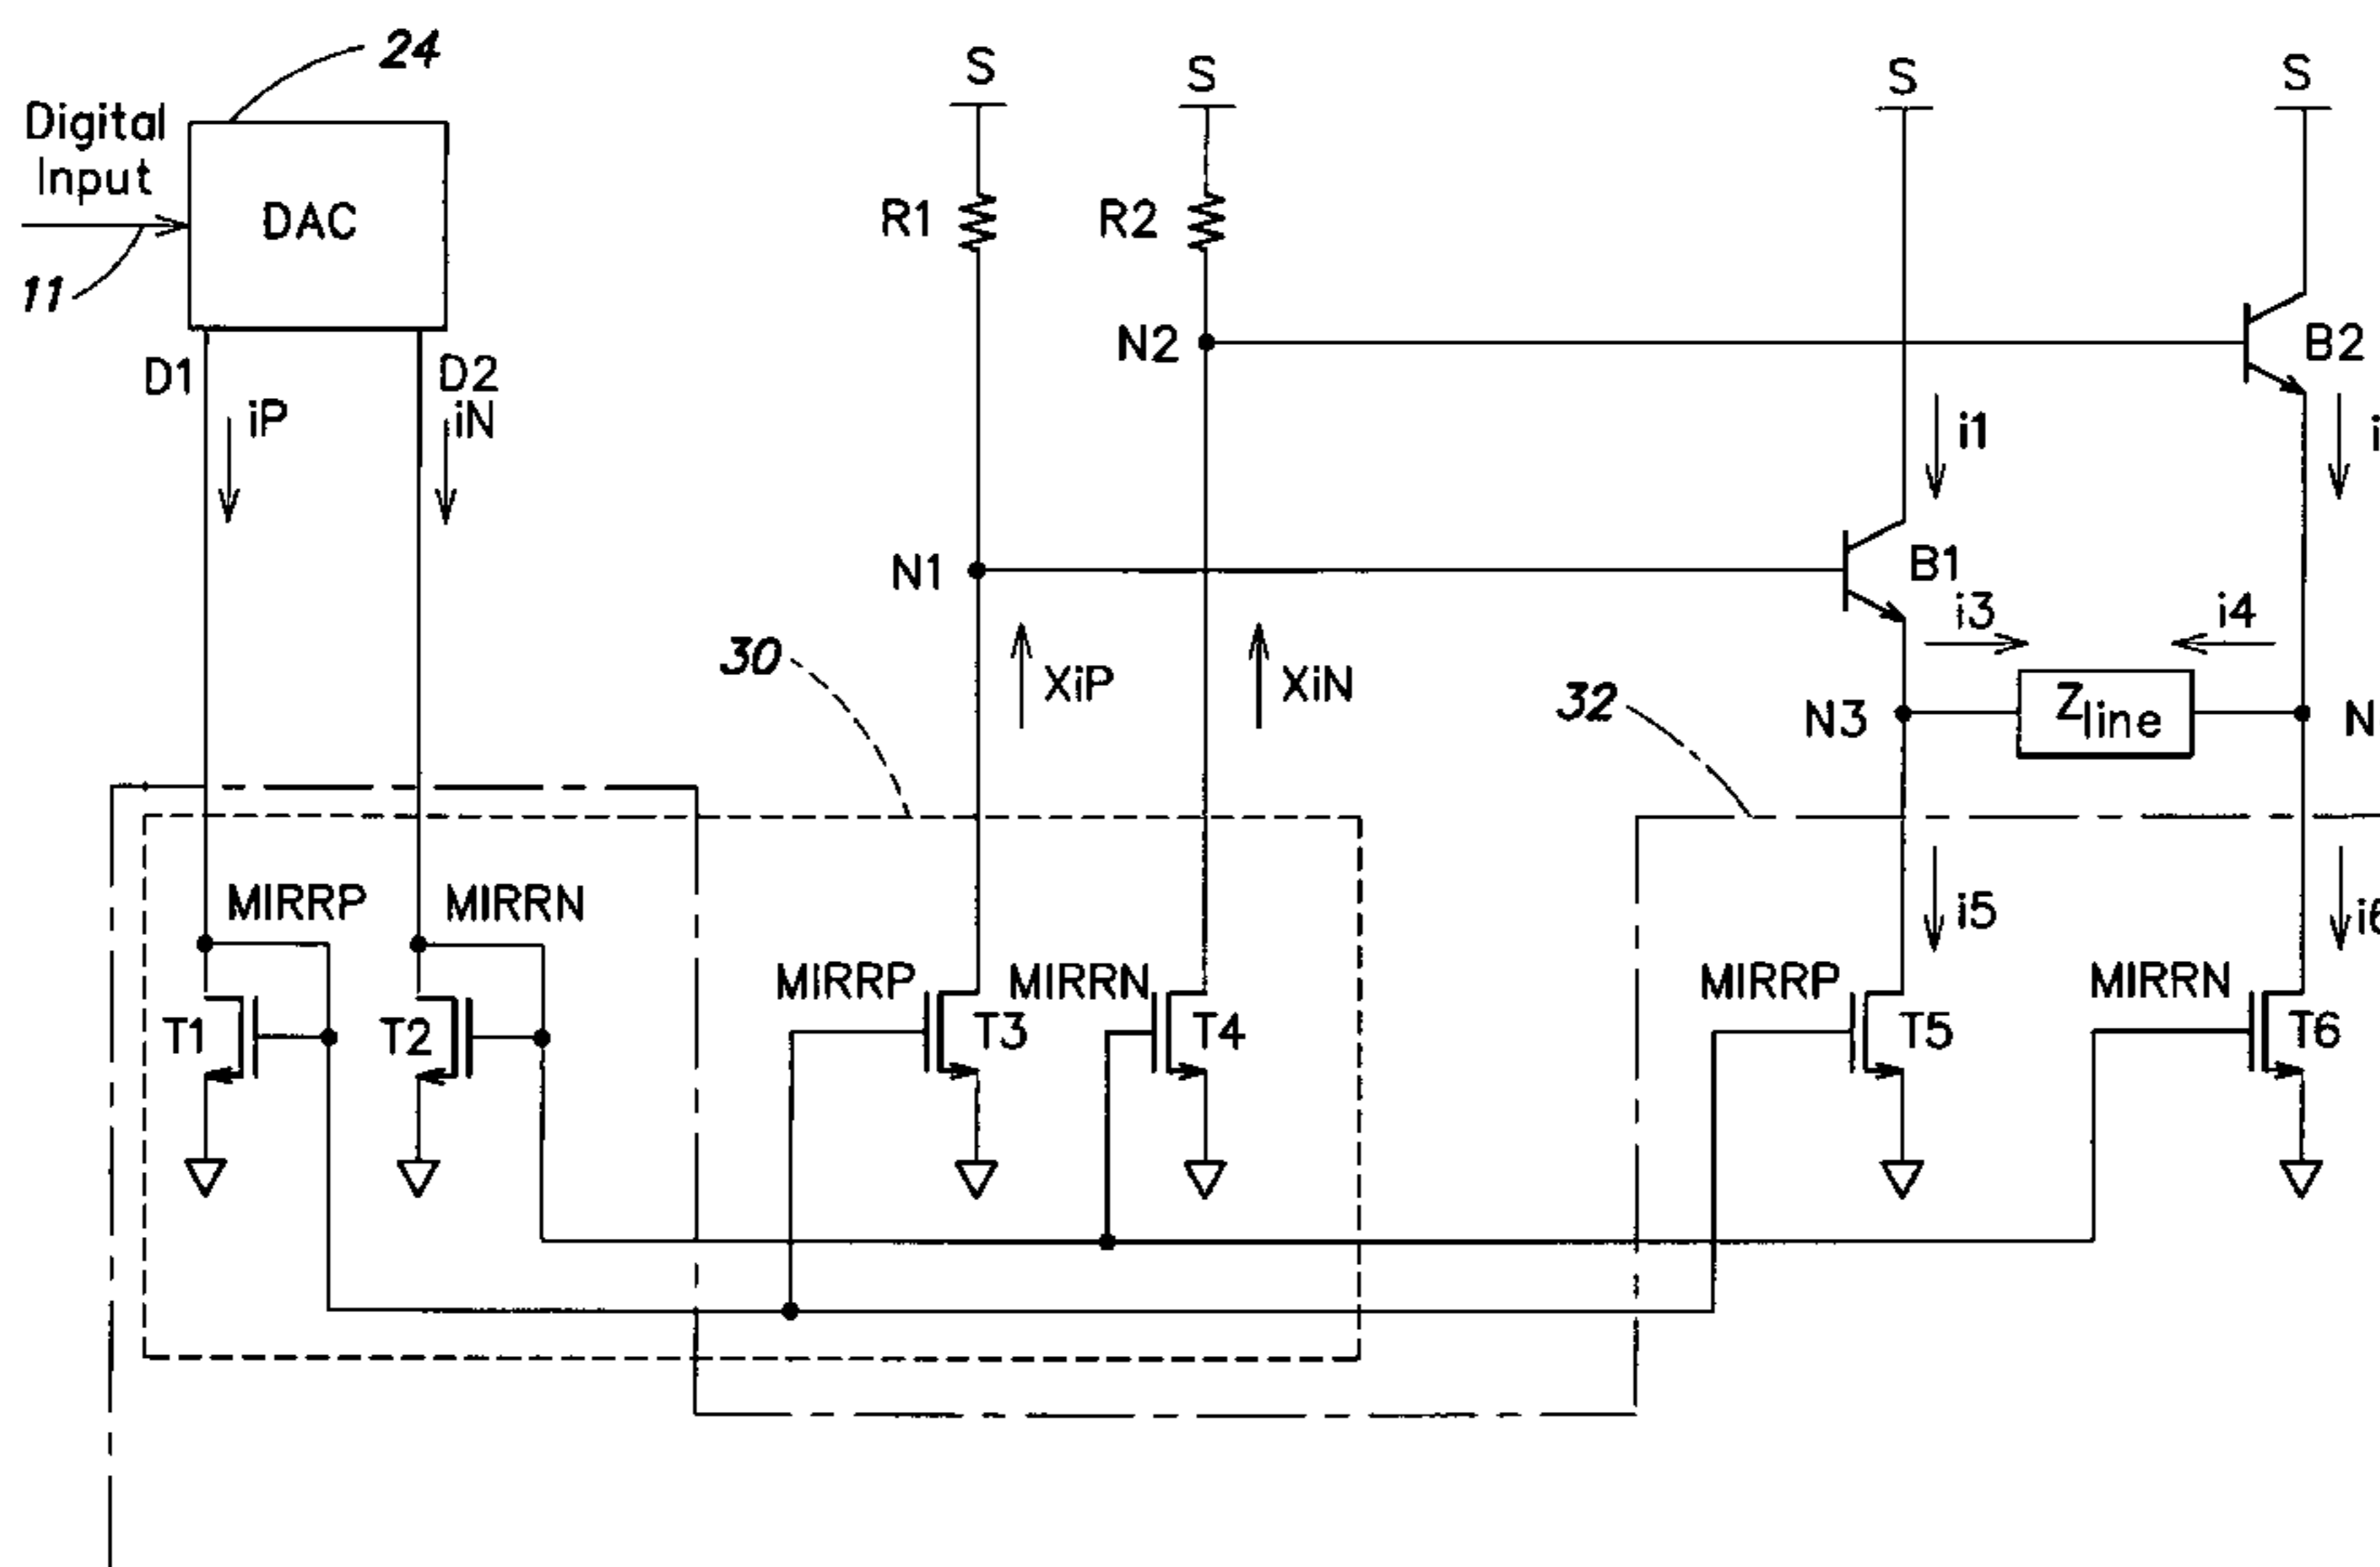 24
S
S
S
S
Digital
Input
DAC
11
R1
R2
N2
B2
D1
D2
iP
iN
i1
i
N1
B1
i3
i4
30
XiP
XiN
32
N3
Zline
N
MIRRP
MIRRN
i5
i6
MIRRP
MIRRN
MIRRP
MIRRN
T1
T2
T3
T4
T5
T6